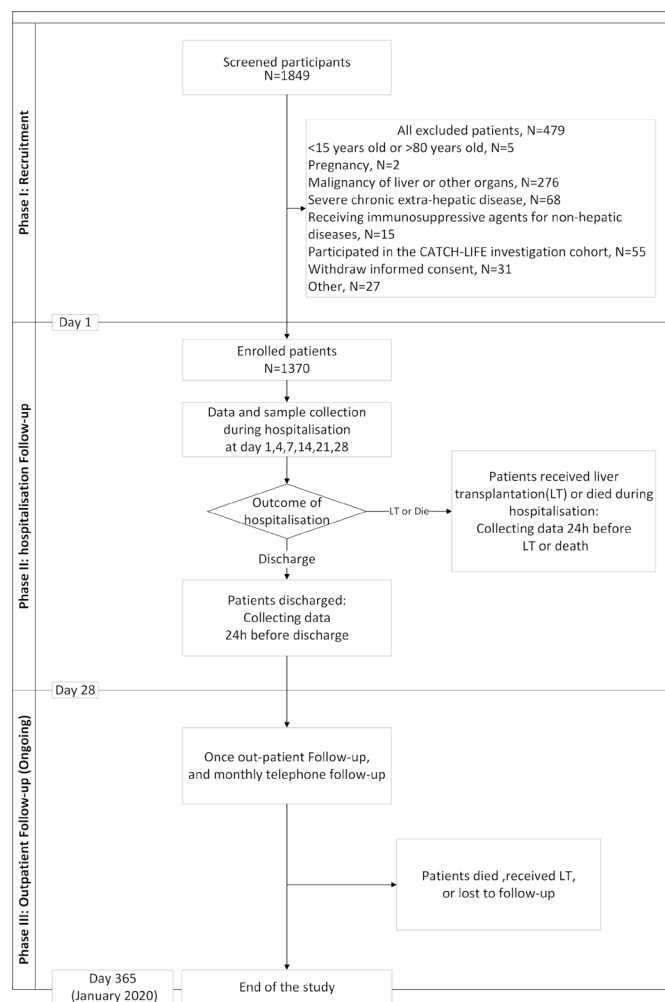 Phase I: Recruitment
Screened participants
N=1849
All excluded patients, N=479
<15 years old or >80 years old, N=5
Pregnancy, N=2
Malignancy of liver or other organs, N=276
Severe chronic extra-hepatic disease, N=68
Receiving immunosuppressive agents for non-hepatic
diseases, N=15
Participated in the CATCH-LIFE investigation cohort, N=55
Withdraw informed consent, N=31
Other, N=27
Day 1
Phase II: hospitalisation Follow-up
Enrolled patients
N=1370
Data and sample collection
during hospitalisation
at day 1,4,7,14,21,28
Outcome of
hospitalisation
LT or Die
Patients received liver
transplantation(LT) or died during
hospitalisation:
Collecting data 24h before
LT or death
Discharge
Patients discharged:
Collecting data
24h before discharge
Day 28
Phase III: Outpatient Follow-up (Ongoing)
Once out-patient Follow-up,
and monthly telephone follow-up
Patients died ,received LT,
or lost to follow-up
Day 365
(January 2020)
End of the study